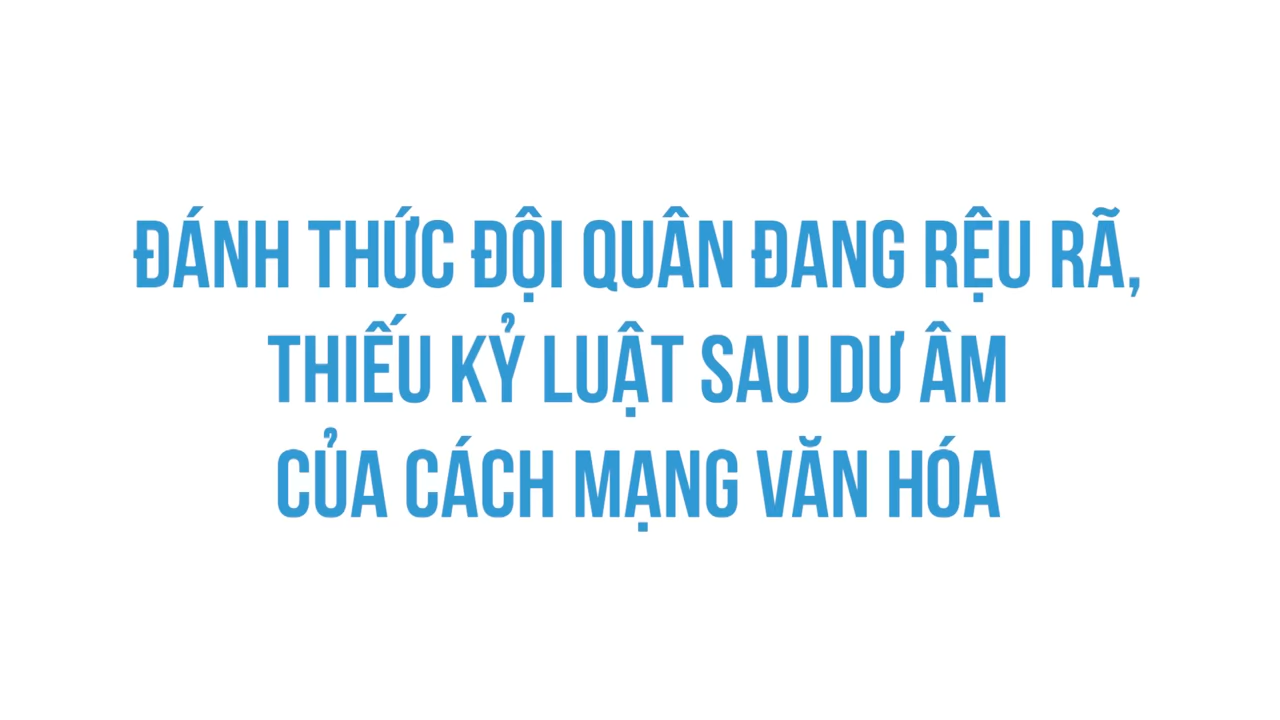 ĐÁNH THỨC ĐỘI QUÂN ĐANG RỆU RÃ,
THIẾU KỶ LUẬT SAU DƯ ÂM
CỦA CÁCH MẠNG VĂN HÓA